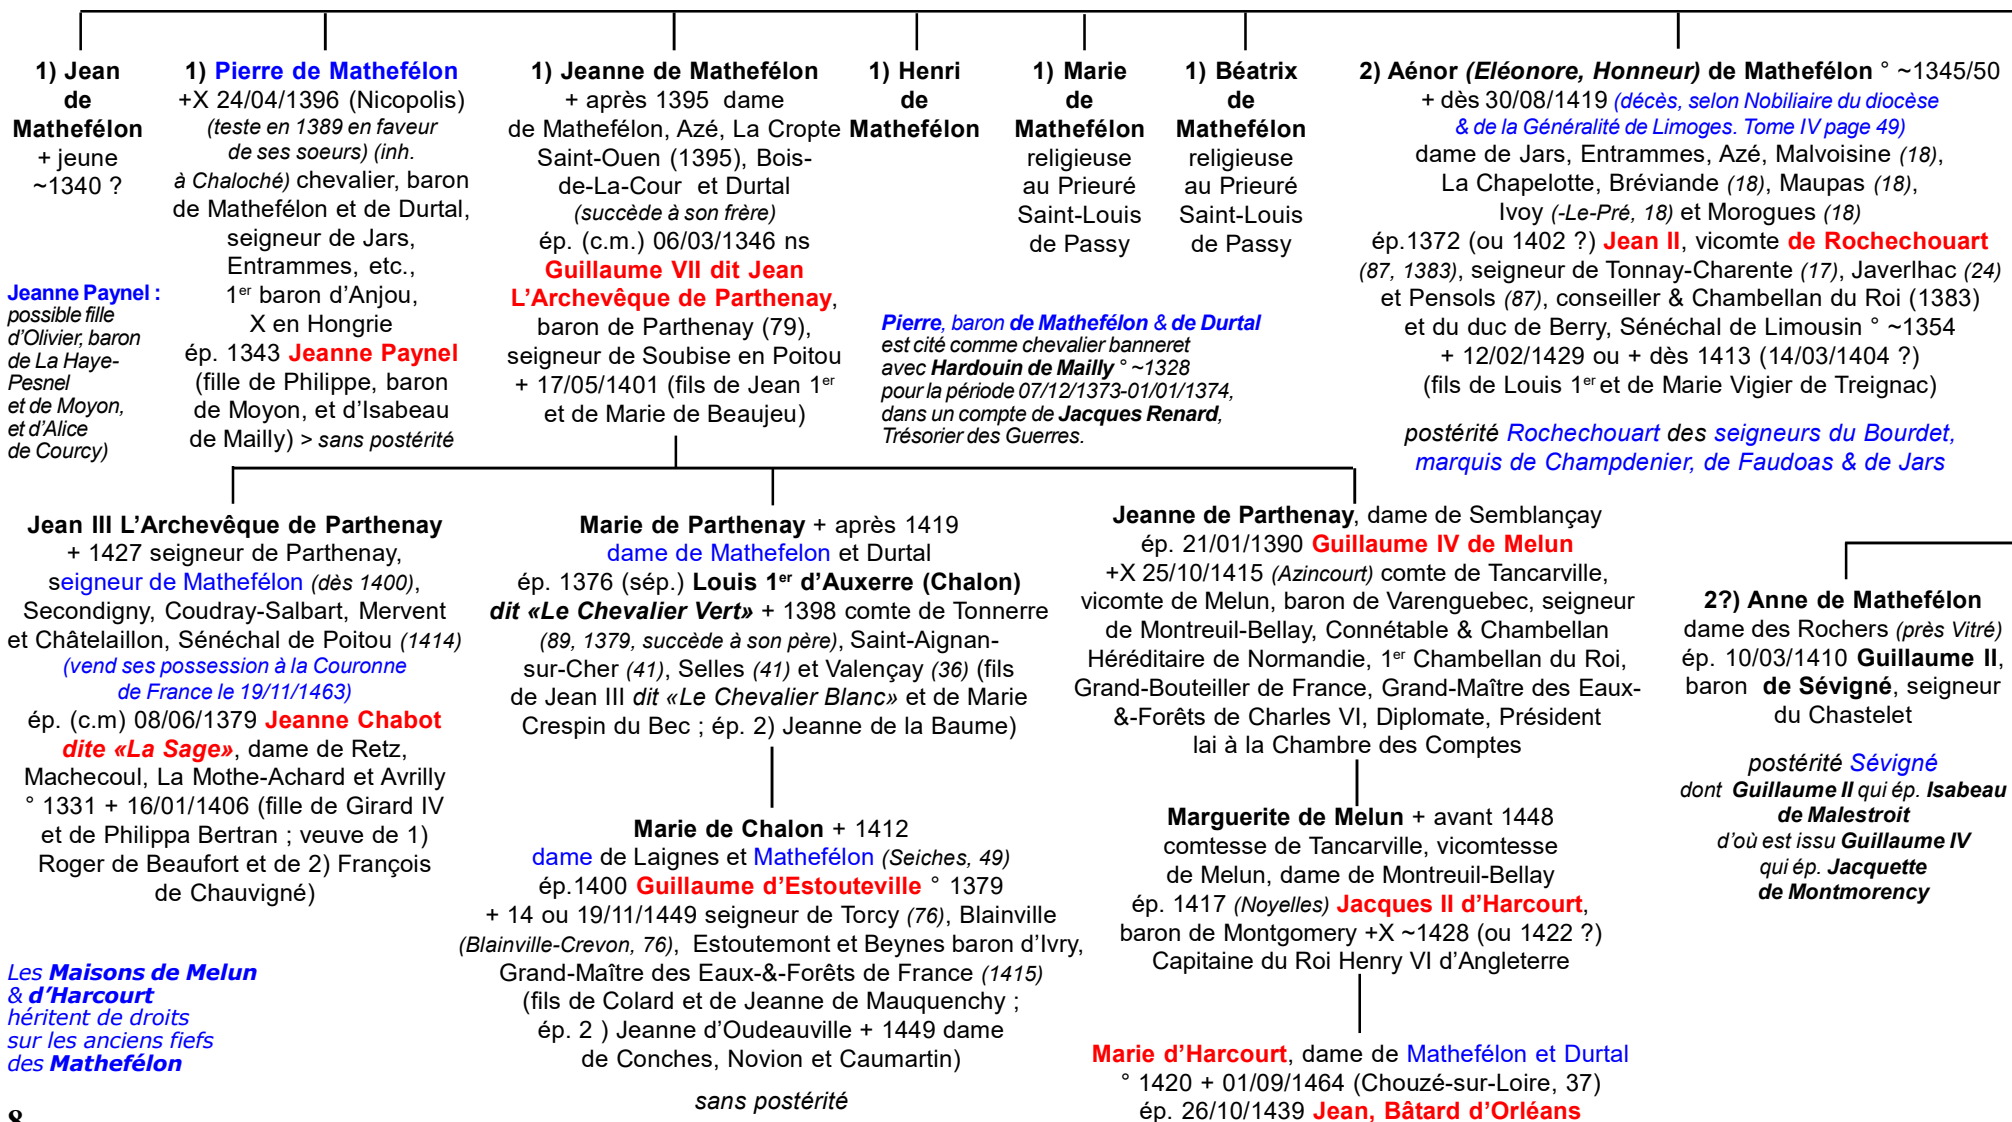 1) Jean
de
Mathefélon
+ jeune
~1340 ?
1) Pierre de Mathefélon
+X 24/04/1396 (Nicopolis)
(teste en 1389 en faveur
de ses soeurs) (inh.
à Chaloché) chevalier, baron
de Mathefélon et de Durtal,
seigneur de Jars,
Entrammes, etc.,
1er baron d'Anjou,
X en Hongrie
ép. 1343 Jeanne Paynel
(fille de Philippe, baron
de Moyon, et d'Isabeau
de Mailly) > sans postérité
Jeanne Paynel :
possible fille
d'Olivier, baron
de La Haye-
Pesnel
et de Moyon,
et d'Alice
de Courcy)
1) Jeanne de Mathefélon
+ après 1395 dame
de Mathefélon, Azé, La Cropte
Saint-Ouen (1395), Bois-
de-La-Cour et Durtal
(succède à son frère)
ép. (c.m.) 06/03/1346 ns
Guillaume VII dit Jean
L'Archevêque de Parthenay,
baron de Parthenay (79),
seigneur de Soubise en Poitou
+ 17/05/1401 (fils de Jean 1er
et de Marie de Beaujeu)
1) Henri
de
Mathefélon
1) Marie
de
Mathefélon
religieuse
au Prieuré
Saint-Louis
de Passy
1) Béatrix
de
Mathefélon
religieuse
au Prieuré
Saint-Louis
de Passy
Pierre, baron de Mathefélon & de Durtal
est cité comme chevalier banneret
avec Hardouin de Mailly ° ~1328
pour la période 07/12/1373-01/01/1374,
dans un compte de Jacques Renard,
Trésorier des Guerres.
2) Aénor (Eléonore, Honneur) de Mathefélon ° ~1345/50
+ dès 30/08/1419 (décès, selon Nobiliaire du diocèse
& de la Généralité de Limoges. Tome IV page 49)
dame de Jars, Entrammes, Azé, Malvoisine (18),
La Chapelotte, Bréviande (18), Maupas (18),
Ivoy (-Le-Pré, 18) et Morogues (18)
ép.1372 (ou 1402 ?) Jean II, vicomte de Rochechouart
(87, 1383), seigneur de Tonnay-Charente (17), Javerlhac (24)
et Pensols (87), conseiller & Chambellan du Roi (1383)
et du duc de Berry, Sénéchal de Limousin ° ~1354
+ 12/02/1429 ou + dès 1413 (14/03/1404 ?)
(fils de Louis 1er et de Marie Vigier de Treignac)
postérité Rochechouart des seigneurs du Bourdet,
marquis de Champdenier, de Faudoas & de Jars
Jean III L'Archevêque de Parthenay
+ 1427 seigneur de Parthenay,
seigneur de Mathefélon (dès 1400),
Secondigny, Coudray-Salbart, Mervent
et Châtelaillon, Sénéchal de Poitou (1414)
(vend ses possession à la Couronne
de France le 19/11/1463)
ép. (c.m) 08/06/1379 Jeanne Chabot
dite «La Sage», dame de Retz,
Machecoul, La Mothe-Achard et Avrilly
° 1331 + 16/01/1406 (fille de Girard IV
et de Philippa Bertran ; veuve de 1)
Roger de Beaufort et de 2) François
de Chauvigné)
Marie de Parthenay + après 1419
dame de Mathefelon et Durtal
ép. 1376 (sép.) Louis 1er d'Auxerre (Chalon)
dit «Le Chevalier Vert» + 1398 comte de Tonnerre
(89, 1379, succède à son père), Saint-Aignan-
sur-Cher (41), Selles (41) et Valençay (36) (fils
de Jean III dit «Le Chevalier Blanc» et de Marie
Crespin du Bec ; ép. 2) Jeanne de la Baume)
Marie de Chalon + 1412
dame de Laignes et Mathefélon (Seiches, 49)
ép.1400 Guillaume d'Estouteville ° 1379
+ 14 ou 19/11/1449 seigneur de Torcy (76), Blainville
(Blainville-Crevon, 76), Estoutemont et Beynes baron d'Ivry,
Grand-Maître des Eaux-&-Forêts de France (1415)
(fils de Colard et de Jeanne de Mauquenchy ;
ép. 2 ) Jeanne d'Oudeauville + 1449 dame
de Conches, Novion et Caumartin)
sans postérité
Jeanne de Parthenay, dame de Semblançay
ép. 21/01/1390 Guillaume IV de Melun
+X 25/10/1415 (Azincourt) comte de Tancarville,
vicomte de Melun, baron de Varenguebec, seigneur
de Montreuil-Bellay, Connétable & Chambellan
Héréditaire de Normandie, 1er Chambellan du Roi,
Grand-Bouteiller de France, Grand-Maître des Eaux-
&-Forêts de Charles VI, Diplomate, Président
lai à la Chambre des Comptes
Marguerite de Melun + avant 1448
comtesse de Tancarville, vicomtesse
de Melun, dame de Montreuil-Bellay
ép. 1417 (Noyelles) Jacques II d'Harcourt,
baron de Montgomery +X ~1428 (ou 1422 ?)
Capitaine du Roi Henry VI d'Angleterre
Marie d'Harcourt, dame de Mathefélon et Durtal
° 1420 + 01/09/1464 (Chouzé-sur-Loire, 37)
ép. 26/10/1439 Jean, Bâtard d'Orléans
2?) Anne de Mathefélon
dame des Rochers (près Vitré)
ép. 10/03/1410 Guillaume II,
baron de Sévigné, seigneur
du Chastelet
postérité Sévigné
dont Guillaume II qui ép. Isabeau
de Malestroit
d'où est issu Guillaume IV
qui ép. Jacquette
de Montmorency
Les Maisons de Melun
& d'Harcourt
héritent de droits
sur les anciens fiefs
des Mathefélon
8